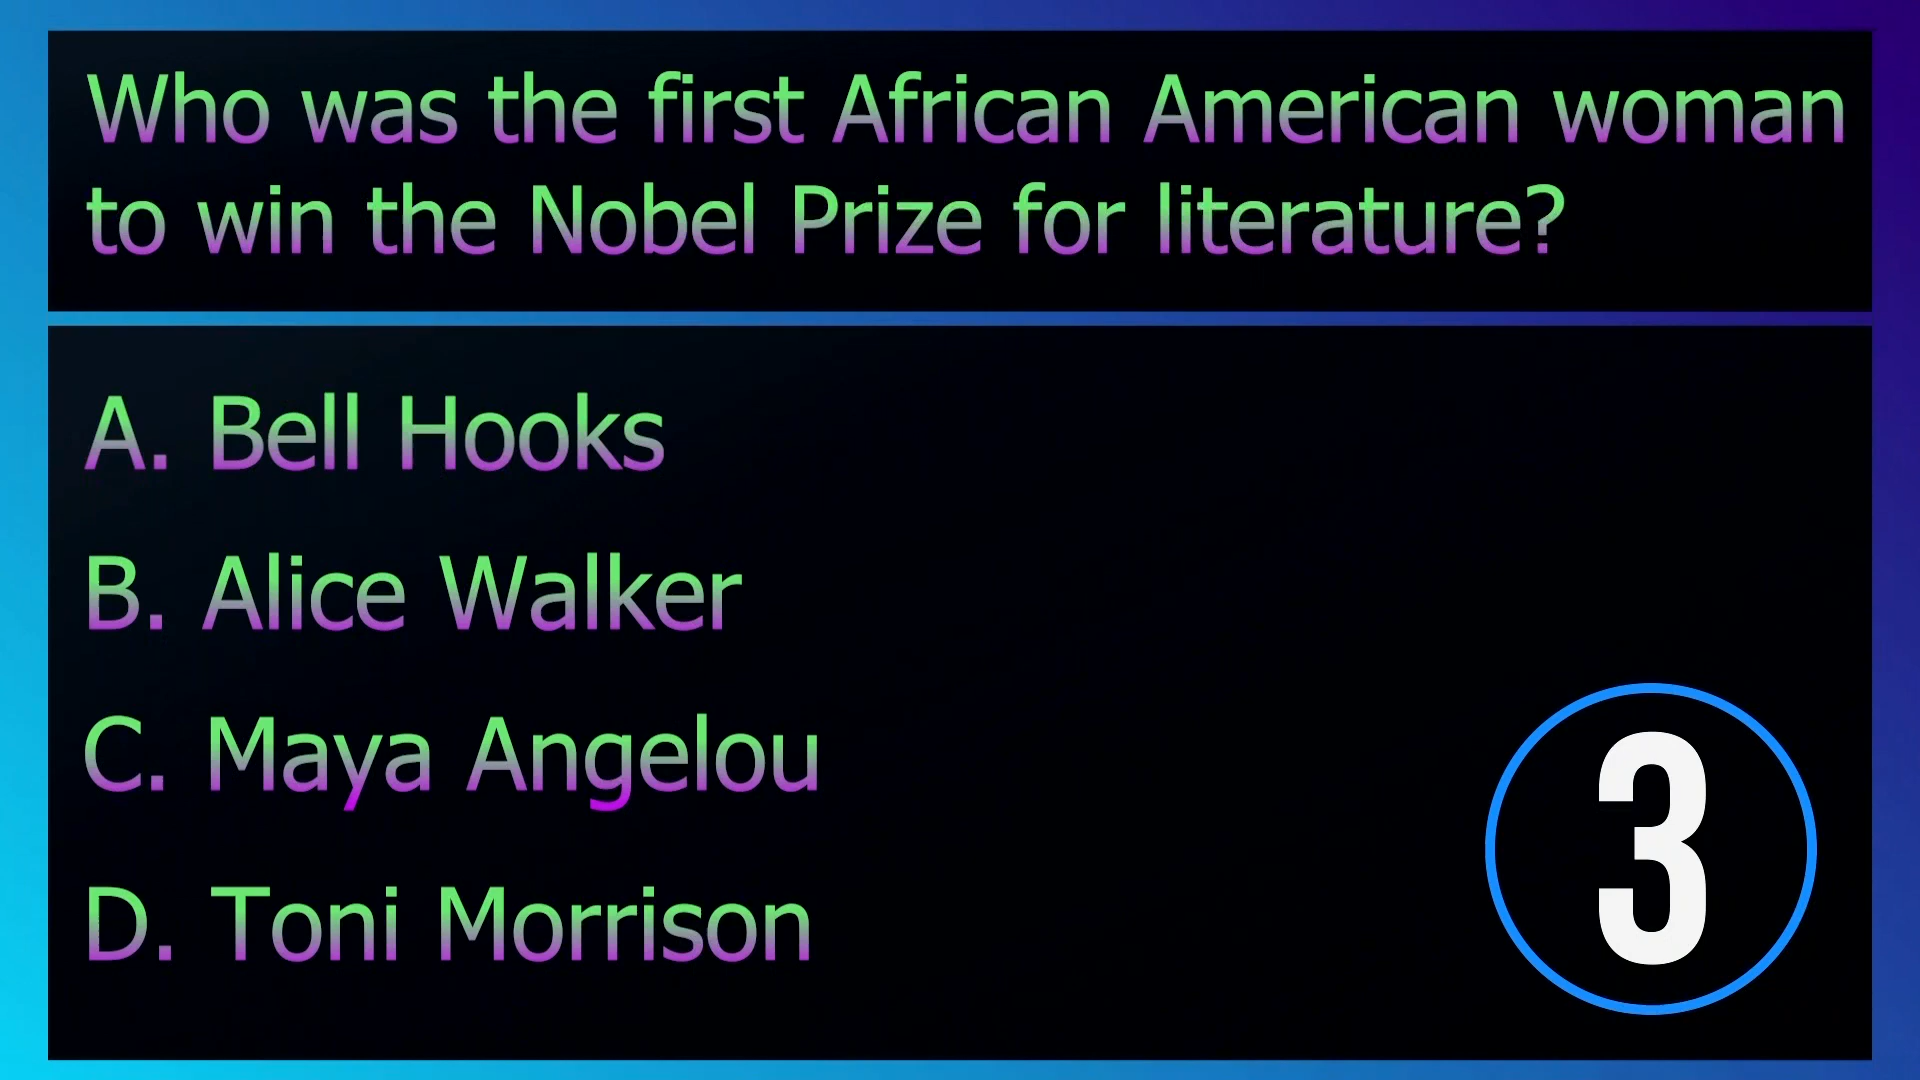 Who was the first African American woman
to win the Nobel Prize for literature?
A. Bell Hooks
B. Alice Walker
C. Maya Angelou
D. Toni Morrison
3